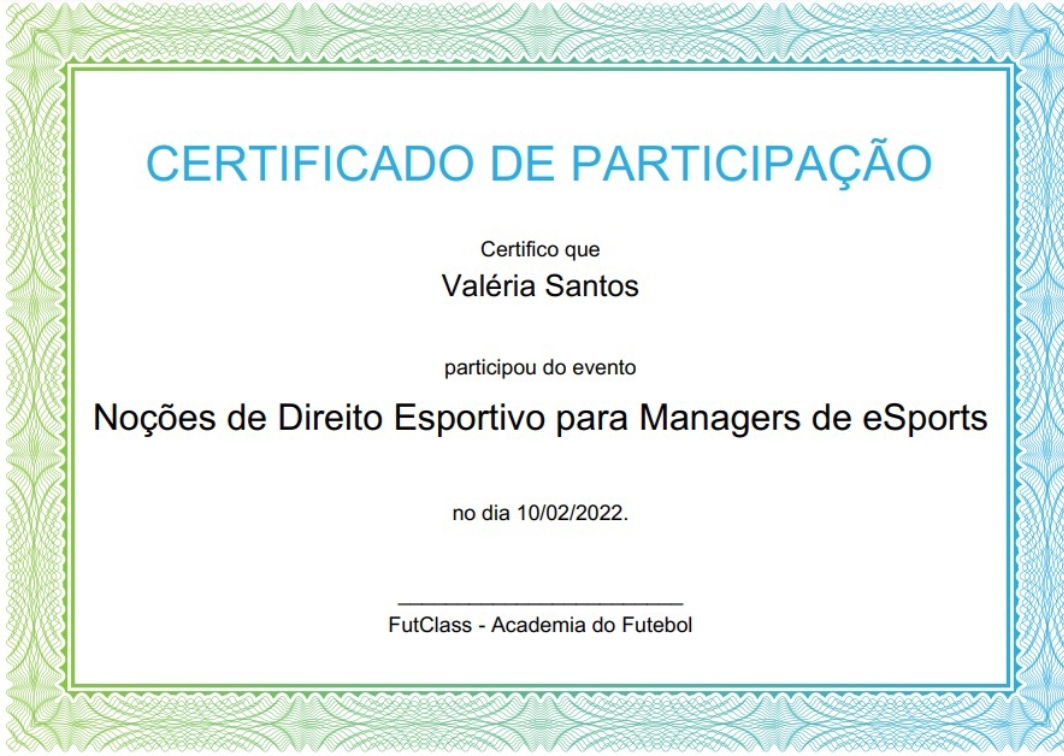 CERTIFICADO DE PARTICIPAÇÃO
Certifico que
Valéria Santos
participou do evento
Noções de Direito Esportivo para Managers de eSports
no dia 10/02/2022.
FutClass - Academia do Futebol